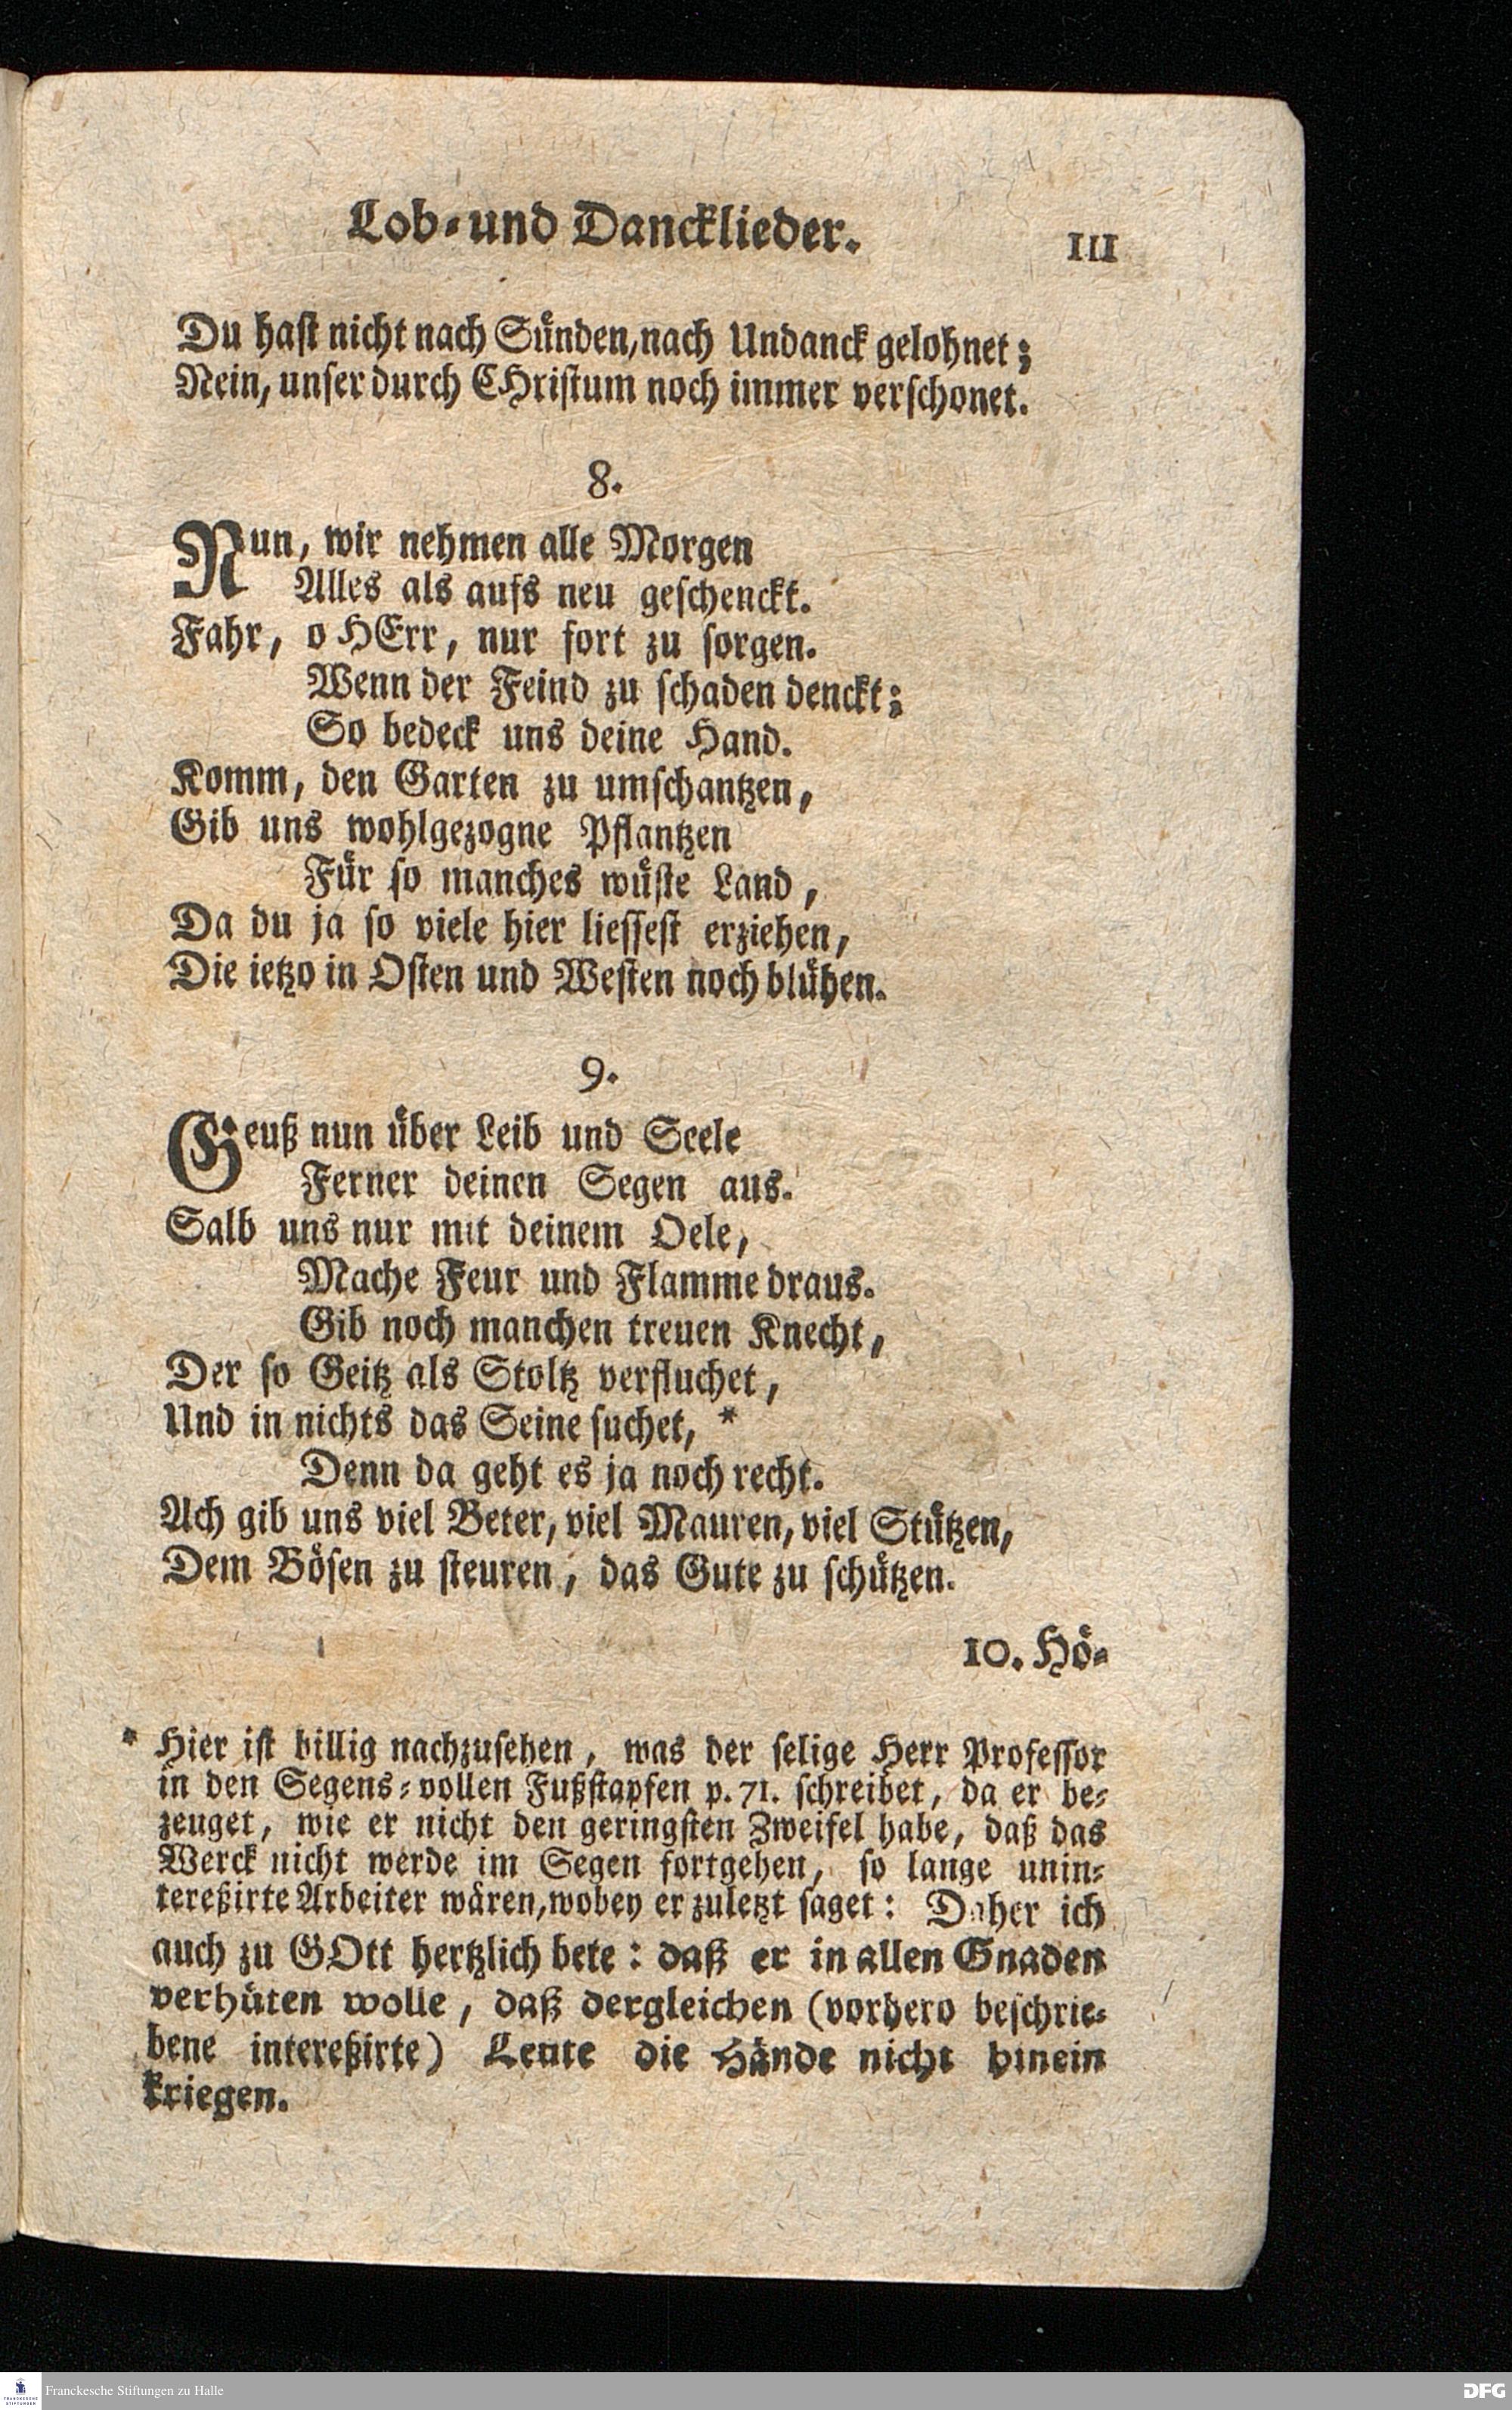 Lob- und Dancklieder. 111
Du hast nicht nach Sünden, nach Undanck gelohnet;
Nein, unser durch CHristum noch immer verschonet.
8.
Nun, wir nehmen alle Morgen
Alles als aufs neu geschenckt.
Fahr, o HErr, nur fort zu sorgen.
Wenn der Feind zu schaden denckt;
So bedeck uns deine Hand.
Komm, den Garten zu umschantzen,
Gib uns wohlgezogne Pflantzen
Für so manches wüste Land,
Da du ja so viele hier liessest erziehen,
Die ietzo in Osten und Westen noch blühen.
9.
Geuß nun über Leib und Seele
Ferner deinen Segen aus.
Salb uns nur mit deinem Oele,
Mache Feur und Flamme draus.
Gib noch manchen treuen Knecht,
Der so Geitz als Stoltz verfluchet,
Und in nichts das Seine suchet, *
Denn da geht es ja noch recht.
Ach gib uns viel Beter, viel Mauren, viel Stützen,
Dem Bösen zu steuren, das Gute zu schützen.
10. Hö-
* Hier ist billig nachzusehen, was der selige Herr Professor
in den Segens-vollen Fußstapfen p. 71. schreibet, da er be-
zeuget, wie er nicht den geringsten Zweifel habe, daß das
Werck nicht werde im Segen fortgehen, so lange unin-
tereßirte Arbeiter wären, wobey er zuletzt saget: Daher ich
auch zu GOtt hertzlich bete: daß er in allen Gnaden
verhüten wolle, daß dergleichen (vorhero beschrie-
bene intereßirte) Leute die Hände nicht hinein
kriegen.
FRANCKESCHE STIFTUNGEN
Franckesche Stiftungen zu Halle
DFG